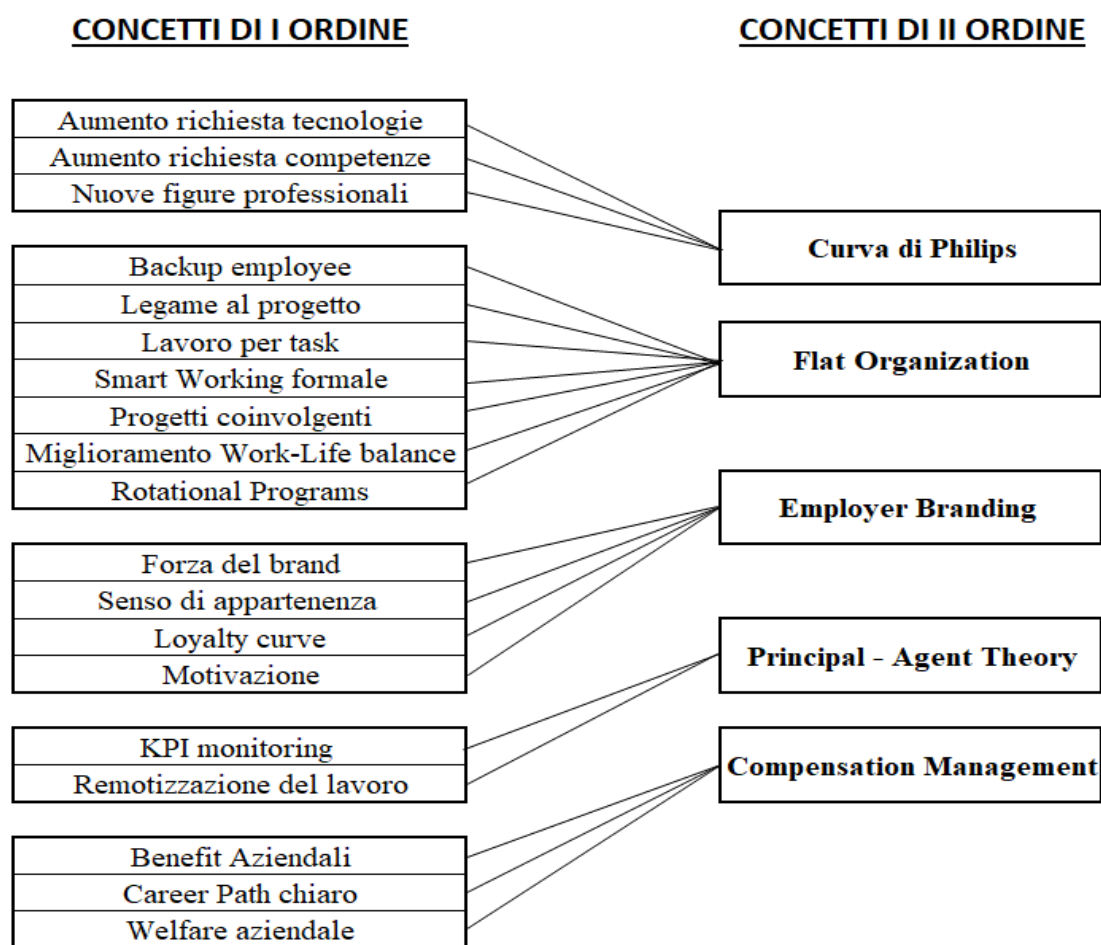 CONCETTI DI I ORDINE
CONCETTI DI II ORDINE
Aumento richiesta tecnologie
Aumento richiesta competenze
Nuove figure professionali
Curva di Philips
Backup employee
Legame al progetto
Lavoro per task
Smart Working formale
Progetti coinvolgenti
Miglioramento Work-Life balance
Rotational Programs
Flat Organization
Forza del brand
Senso di appartenenza
Loyalty curve
Motivazione
Employer Branding
KPI monitoring
Remotizzazione del lavoro
Principal - Agent Theory
Benefit Aziendali
Career Path chiaro
Welfare aziendale
Compensation Management